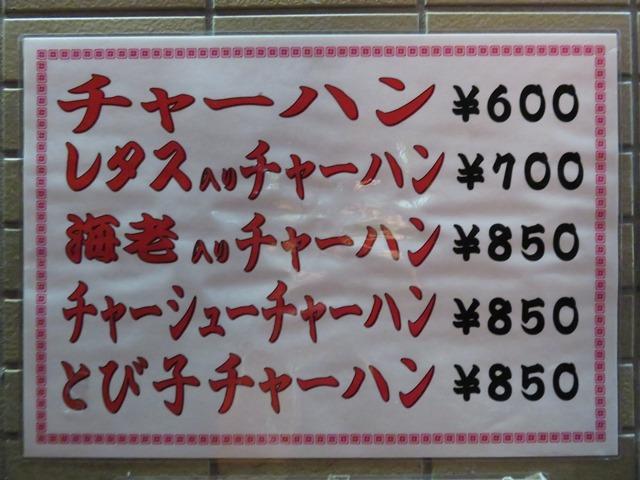 チャーハン ¥600
レタス入りチャーハン ¥700
海老入りチャーハン ¥850
チャーシューチャーハン ¥850
とび子チャーハン ¥850